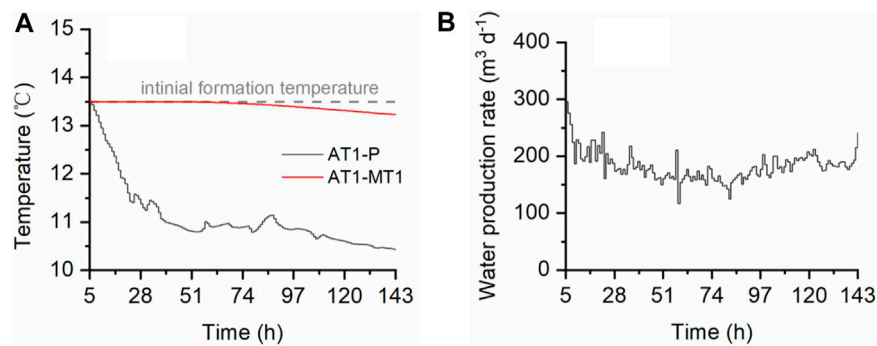 A
Temperature (℃)
15
14
13
12
11
10
intinial formation temperature
AT1-P
AT1-MT1
5 28 51 74 97 120 143
Time (h)
B
Water production rate (m³ d⁻¹)
400
300
200
100
0
5 28 51 74 97 120 143
Time (h)